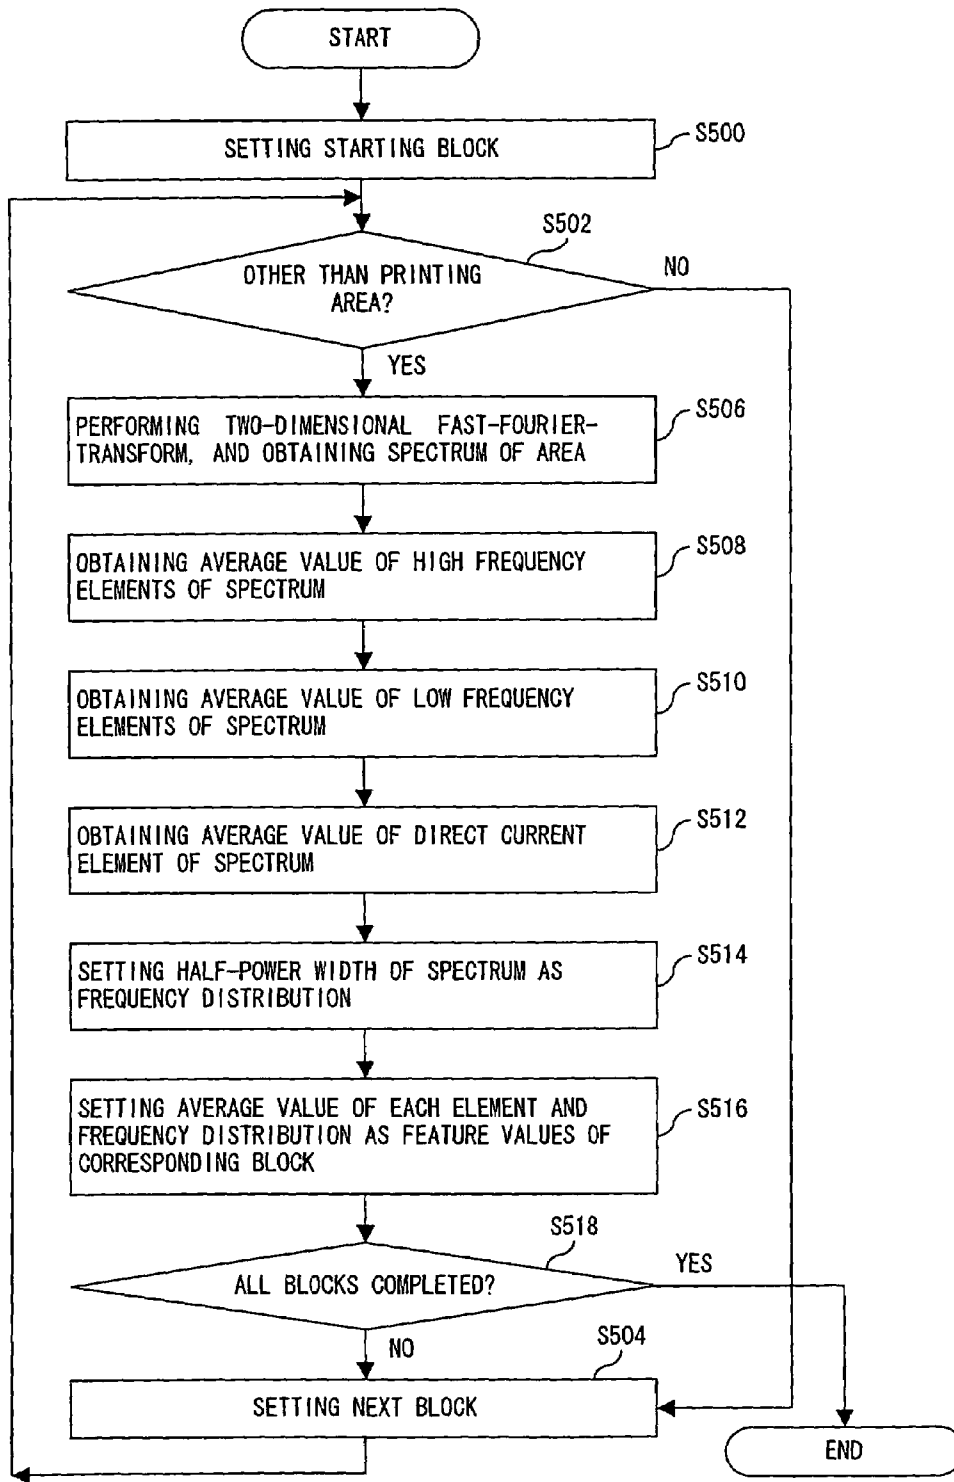 START
SETTING STARTING BLOCK
S500
S502
OTHER THAN PRINTING
AREA?
NO
YES
PERFORMING TWO-DIMENSIONAL FAST-FOURIER-
TRANSFORM, AND OBTAINING SPECTRUM OF AREA
S506
OBTAINING AVERAGE VALUE OF HIGH FREQUENCY
ELEMENTS OF SPECTRUM
S508
OBTAINING AVERAGE VALUE OF LOW FREQUENCY
ELEMENTS OF SPECTRUM
S510
OBTAINING AVERAGE VALUE OF DIRECT CURRENT
ELEMENT OF SPECTRUM
S512
SETTING HALF-POWER WIDTH OF SPECTRUM AS
FREQUENCY DISTRIBUTION
S514
SETTING AVERAGE VALUE OF EACH ELEMENT AND
FREQUENCY DISTRIBUTION AS FEATURE VALUES OF
CORRESPONDING BLOCK
S516
S518
ALL BLOCKS COMPLETED?
YES
NO
S504
SETTING NEXT BLOCK
END